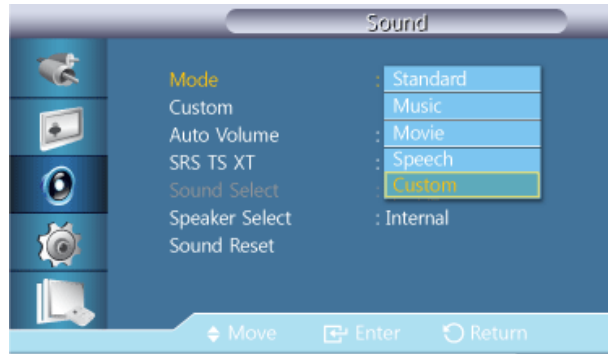 Sound
Mode : Standard
Custom Music
Auto Volume : Movie
SRS TS XT : Speech
Sound Select : Custom
Speaker Select : Internal
Sound Reset
Move Enter Return